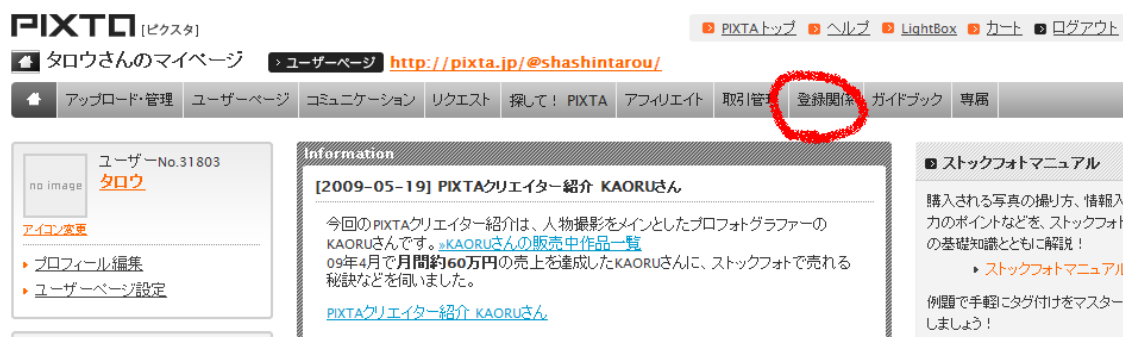 PIXTA [ピクスタ]
PIXTAトップ ヘルプ LightBox カート ログアウト
タロウさんのマイページ ユーザーページ http://pixta.jp/@shashintarou/
アップロード・管理 ユーザーページ コミュニケーション リクエスト 探して！ PIXTA アフィリエイト 取引管理 登録関係 ガイドブック 専属
no image
ユーザーNo.31803
タロウ
アイコン変更
プロフィール編集
ユーザーページ設定
Information
[2009-05-19] PIXTAクリエイター紹介 KAORUさん
今回のPIXTAクリエイター紹介は、人物撮影をメインとしたプロフォトグラファーの
KAORUさんです。»KAORUさんの販売中作品一覧
09年4月で月間約60万円の売上を達成したKAORUさんに、ストックフォトで売れる
秘訣などを伺いました。
PIXTAクリエイター紹介 KAORUさん
ストックフォトマニュアル
購入される写真の撮り方、情報入
力のポイントなどを、ストックフォト
の基礎知識とともに解説！
ストックフォトマニュアル
例題で手軽にタグ付けをマスター
しましょう！